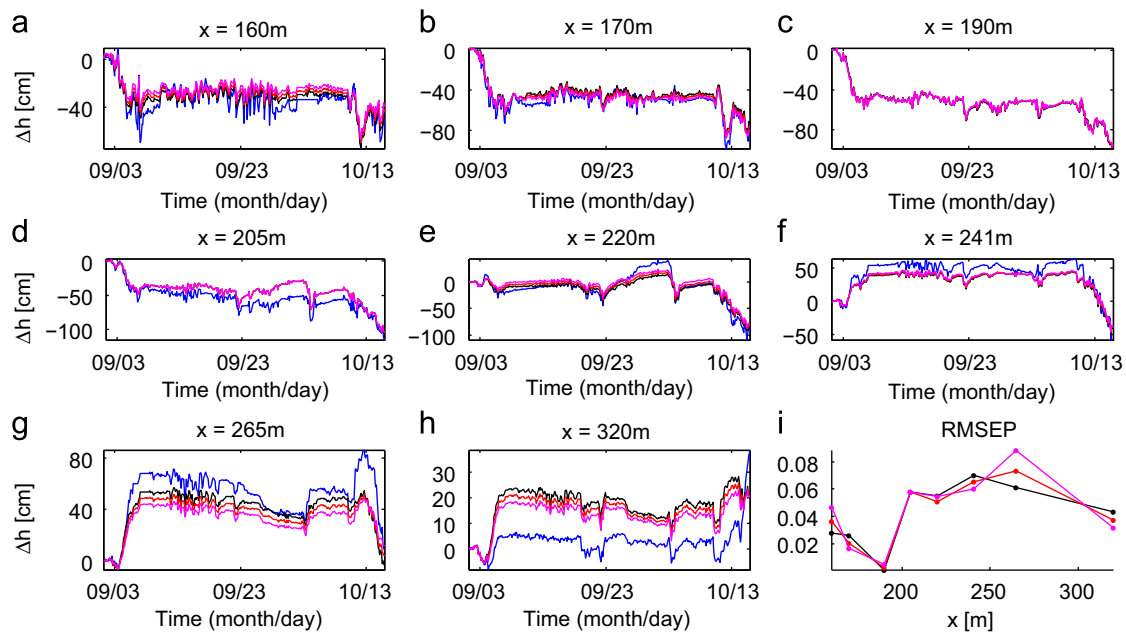 a
x = 160m
Δh [cm]
0
−40
09/03
09/23
10/13
Time (month/day)
b
x = 170m
0
−40
−80
09/03
09/23
10/13
Time (month/day)
c
x = 190m
0
−40
−80
09/03
09/23
10/13
Time (month/day)
d
x = 205m
Δh [cm]
0
−50
−100
09/03
09/23
10/13
Time (month/day)
e
x = 220m
50
0
−50
−100
09/03
09/23
10/13
Time (month/day)
f
x = 241m
50
0
50
09/03
09/23
10/13
Time (month/day)
g
x = 265m
Δh [cm]
80
40
0
09/03
09/23
10/13
Time (month/day)
h
x = 320m
30
20
10
0
09/03
09/23
10/13
Time (month/day)
i
RMSEP
0.08
0.06
0.04
0.02
200
250
300
x [m]